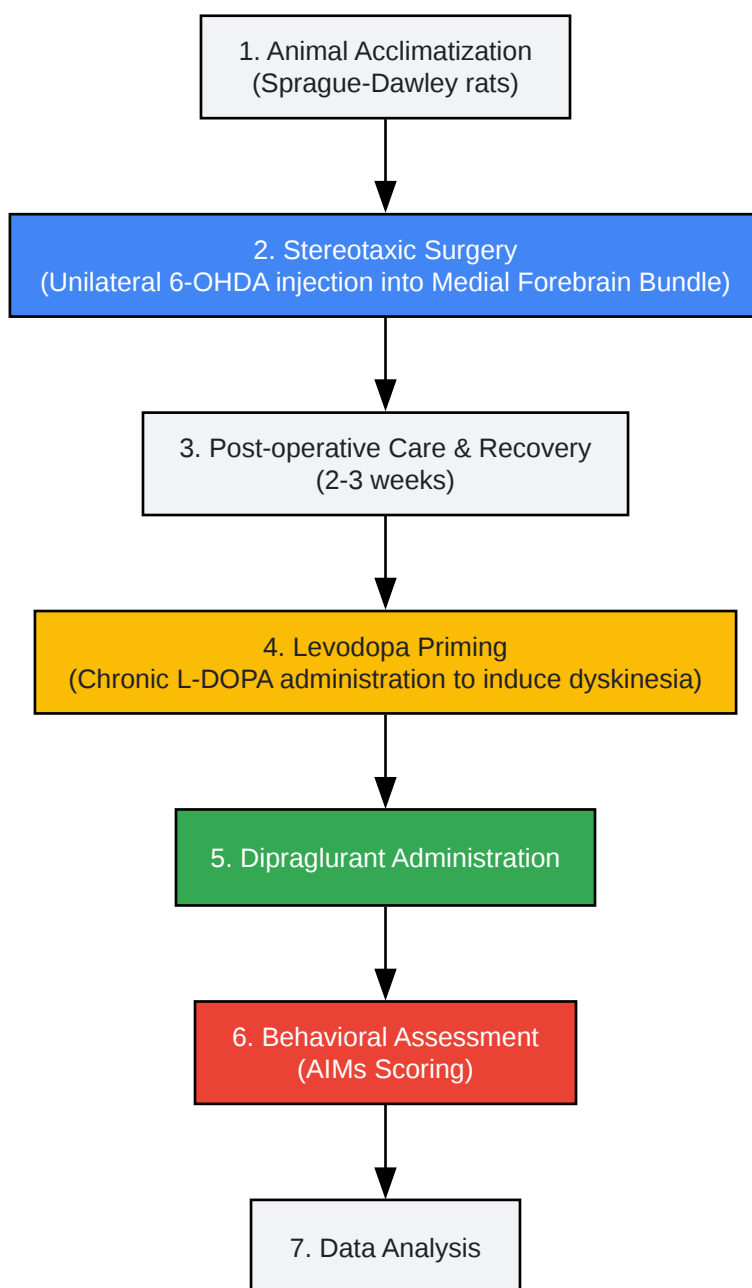 1. Animal Acclimatization
(Sprague-Dawley rats)
2. Stereotaxic Surgery
(Unilateral 6-OHDA injection into Medial Forebrain Bundle)
3. Post-operative Care & Recovery
(2-3 weeks)
4. Levodopa Priming
(Chronic L-DOPA administration to induce dyskinesia)
5. Dipraglurant Administration
6. Behavioral Assessment
(AIMs Scoring)
7. Data Analysis